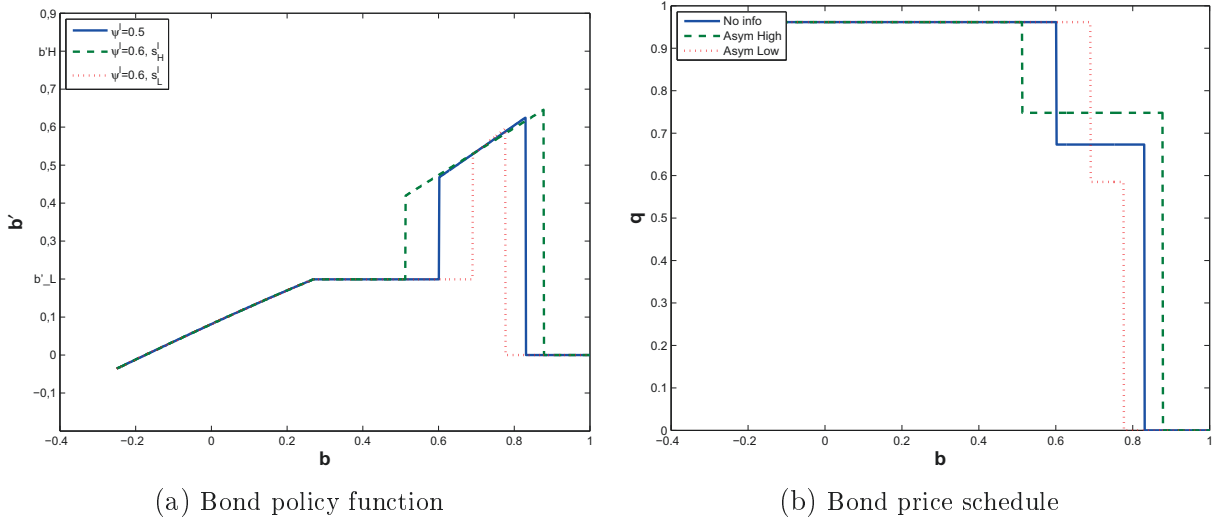 0,9
b'H
0,7
0,6
0,5
0,4
0,3
b'_L
0,1
0
−0,1
b'
ψ^I=0.5
ψ^I=0.6, s^I_H
ψ^I=0.6, s^I_L
−0.4 −0.2 0 0.2 0.4 0.6 0.8 1
b
(a) Bond policy function
1
0.9
0.8
0.7
0.6
0.5
0.4
0.3
0.2
0.1
0
q
No info
Asym High
Asym Low
−0.4 −0.2 0 0.2 0.4 0.6 0.8 1
b
(b) Bond price schedule